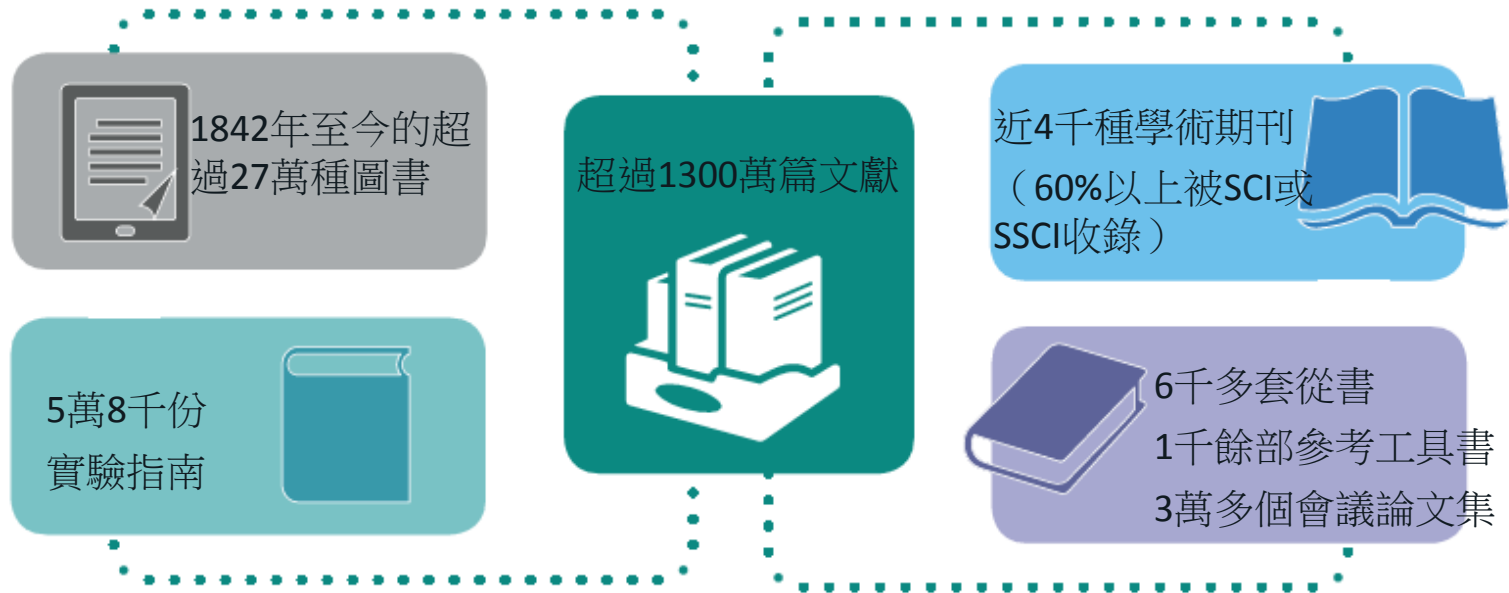 1842年至今的超
過27萬種圖書
超過1300萬篇文獻
近4千種學術期刊
（60%以上被SCI或
SSCI收錄）
5萬8千份
實驗指南
6千多套從書
1千餘部參考工具書
3萬多個會議論文集